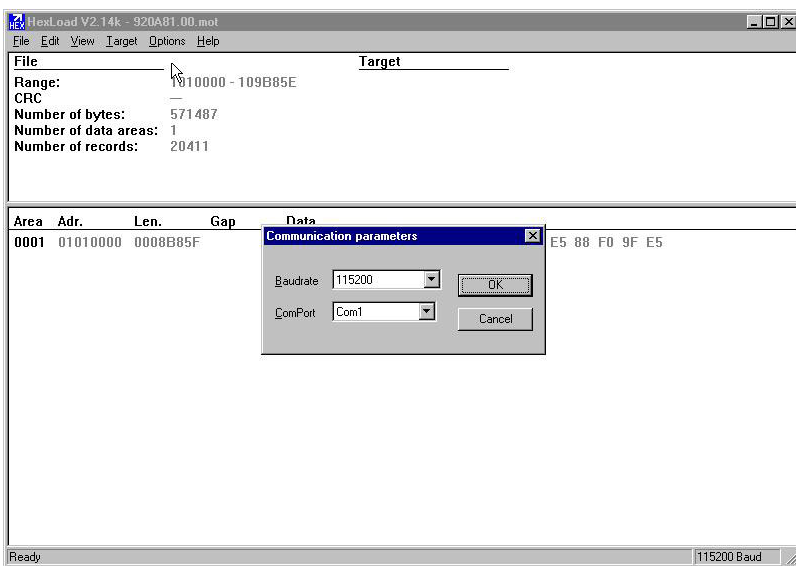 HEX HexLoad V2.14k - 920A81.00.mot
File Edit View Target Options Help
File Target
Range: 1010000 - 109B85E
CRC —
Number of bytes: 571487
Number of data areas: 1
Number of records: 20411
Area Adr. Len. Gap Data
0001 01010000 0008B85F E5 88 F0 9F E5
Communication parameters
Baudrate 115200 OK
ComPort Com1 Cancel
Ready 115200 Baud